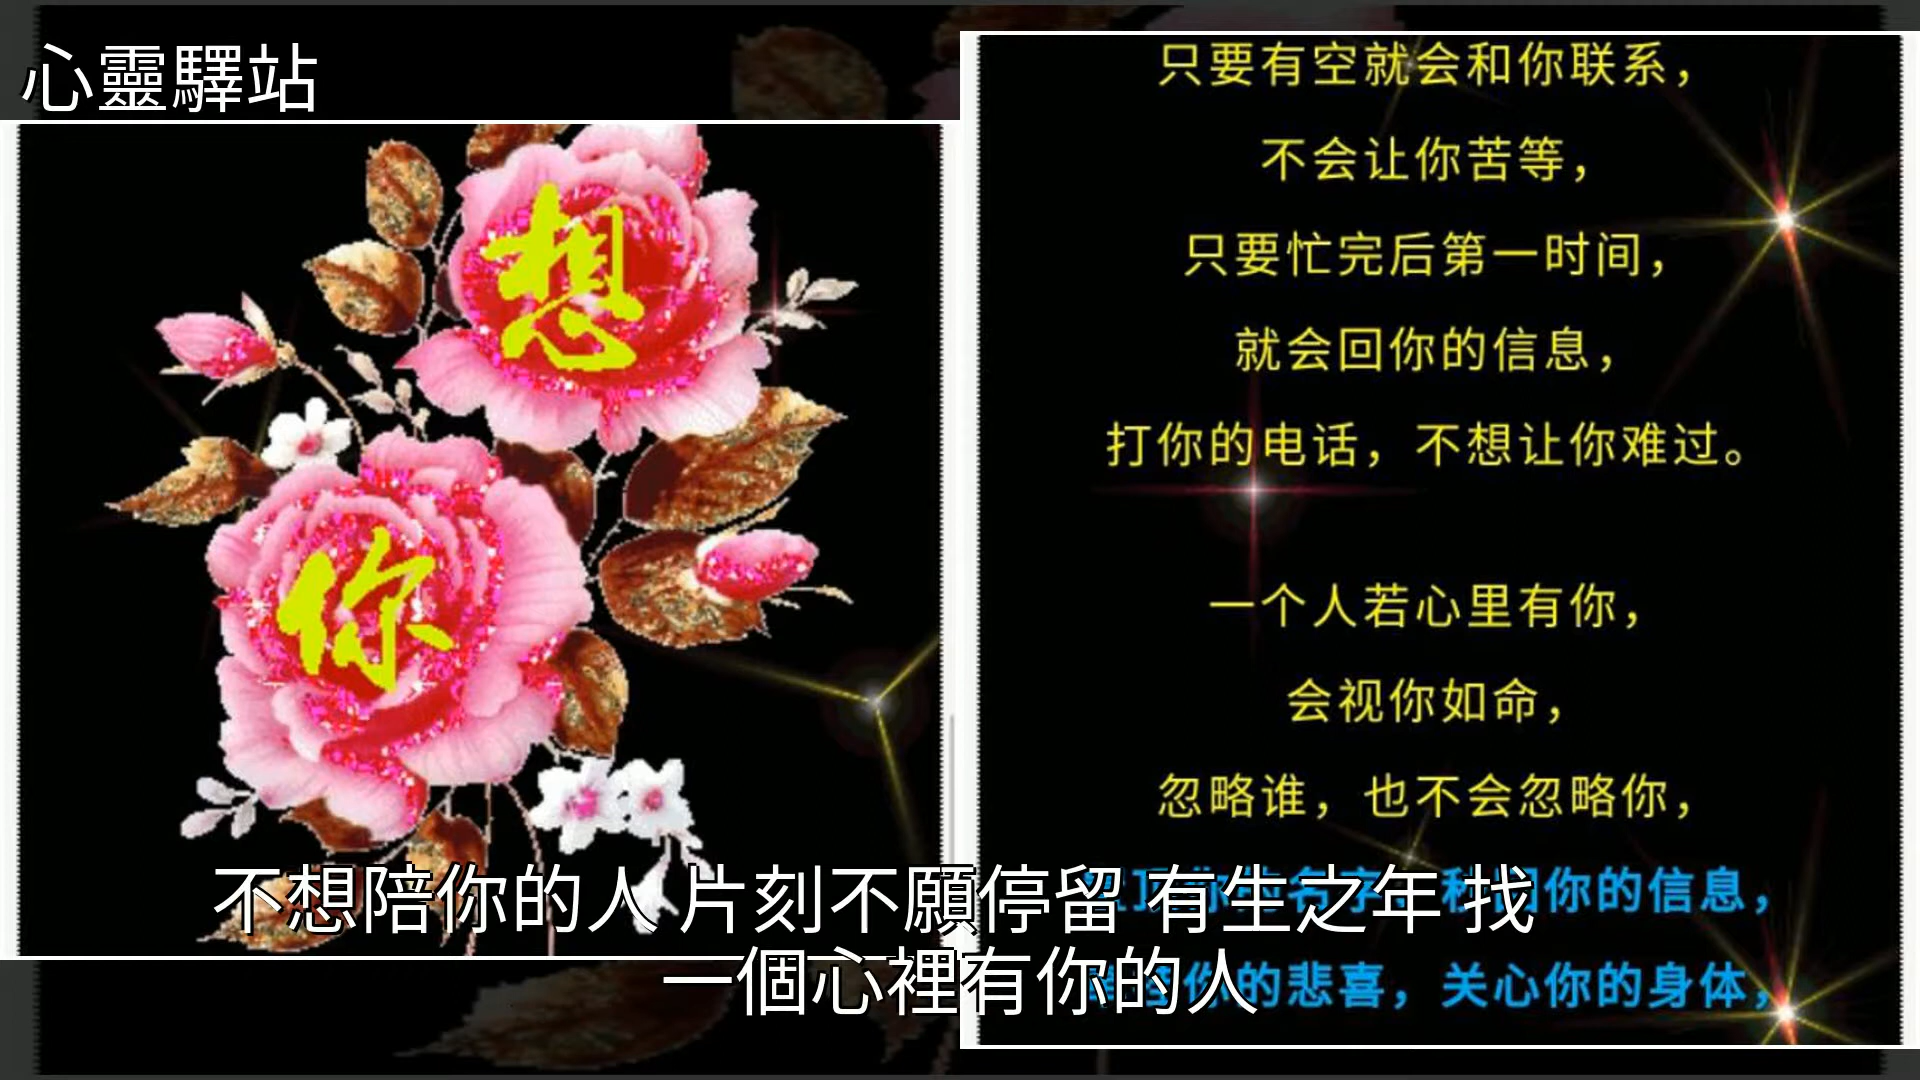 心靈驛站
想
你
只要有空就会和你联系，
不会让你苦等，
只要忙完后第一时间，
就会回你的信息，
打你的电话，不想让你难过。
一个人若心里有你，
会视你如命，
忽略谁，也不会忽略你，
你的信息，
的悲喜，关心你的身体，
不想陪你的人 片刻不願停留 有生之年 找
一個心裡有你的人